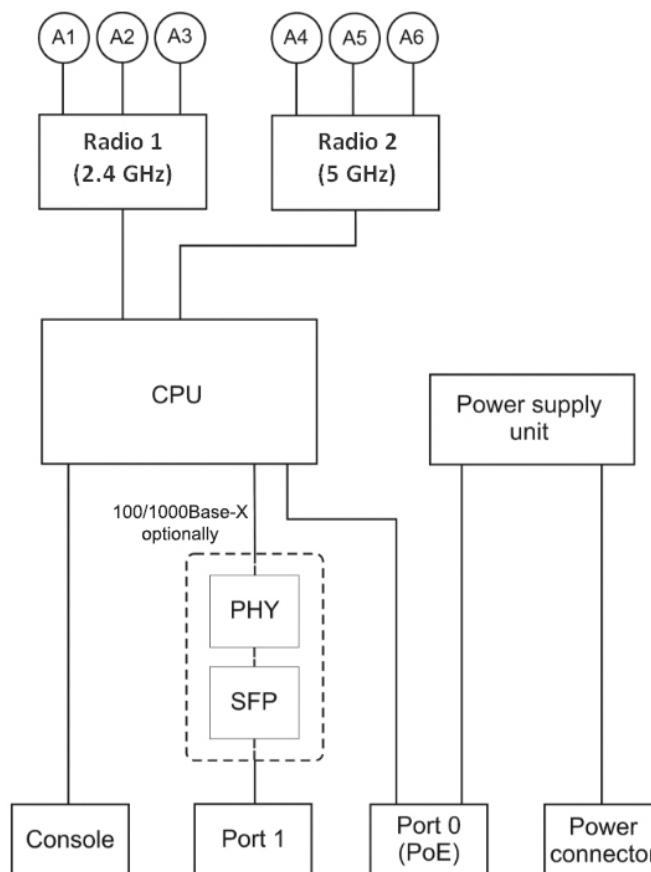 A1 A2 A3 A4 A5 A6
Radio 1
(2.4 GHz)
Radio 2
(5 GHz)
CPU
Power supply
unit
100/1000Base-X
optionally
PHY
SFP
Console
Port 1
Port 0
(PoE)
Power
connector